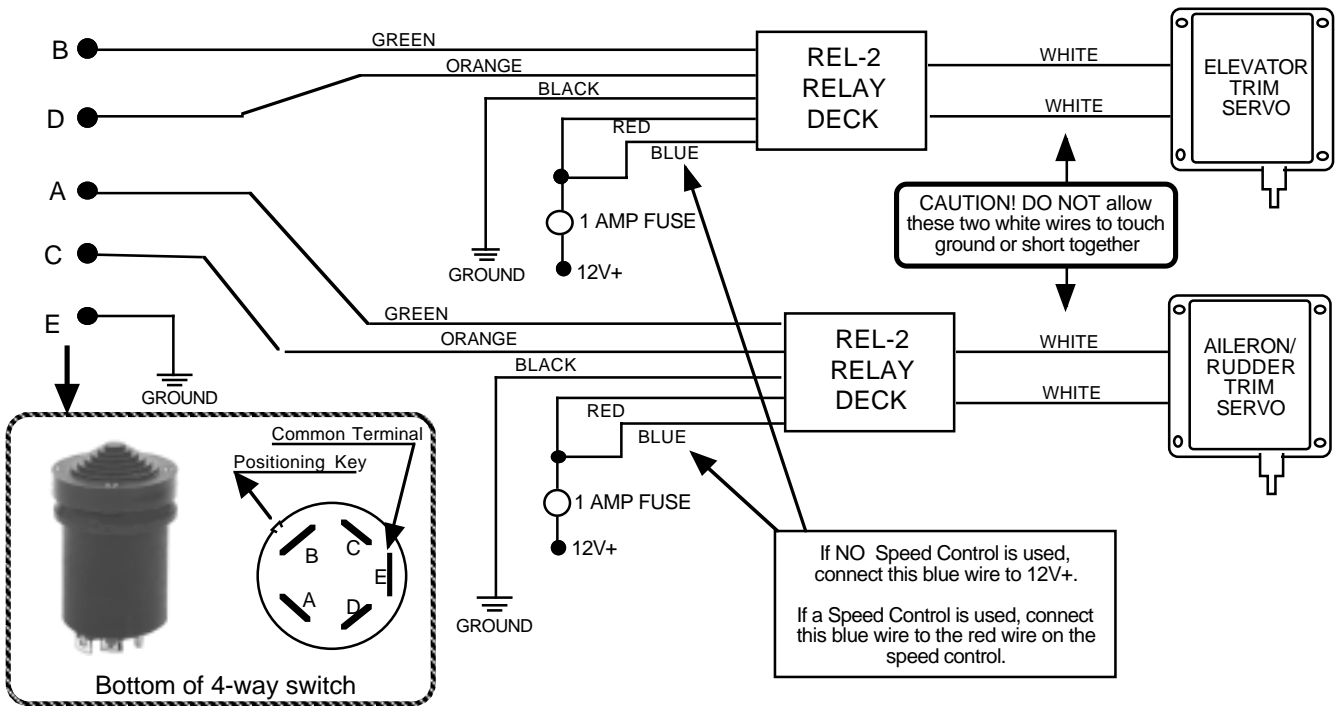 B
GREEN
D
ORANGE
BLACK
RED
BLUE
REL-2
RELAY
DECK
WHITE
WHITE
ELEVATOR
TRIM
SERVO
A
C
E
GROUND
1 AMP FUSE
GROUND
12V+
CAUTION! DO NOT allow
these two white wires to touch
ground or short together
GREEN
ORANGE
BLACK
RED
BLUE
REL-2
RELAY
DECK
WHITE
WHITE
AILERON/
RUDDER
TRIM
SERVO
1 AMP FUSE
12V+
GROUND
Common Terminal
Positioning Key
B
C
E
A
D
Bottom of 4-way switch
If NO Speed Control is used,
connect this blue wire to 12V+.
If a Speed Control is used, connect
this blue wire to the red wire on the
speed control.